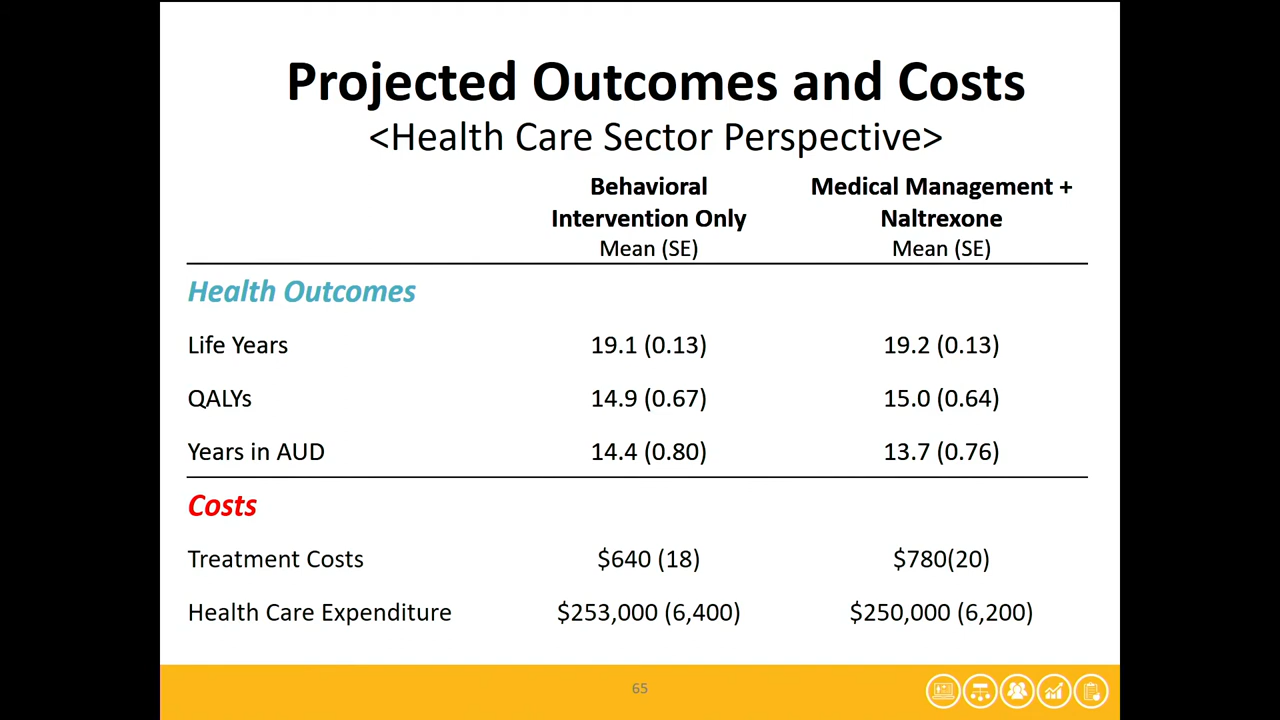 Projected Outcomes and Costs
<Health Care Sector Perspective>
Behavioral Intervention Only Mean (SE)
Medical Management + Naltrexone Mean (SE)
Health Outcomes
Life Years 19.1 (0.13) 19.2 (0.13)
QALYs 14.9 (0.67) 15.0 (0.64)
Years in AUD 14.4 (0.80) 13.7 (0.76)
Costs
Treatment Costs $640 (18) $780(20)
Health Care Expenditure $253,000 (6,400) $250,000 (6,200)
65